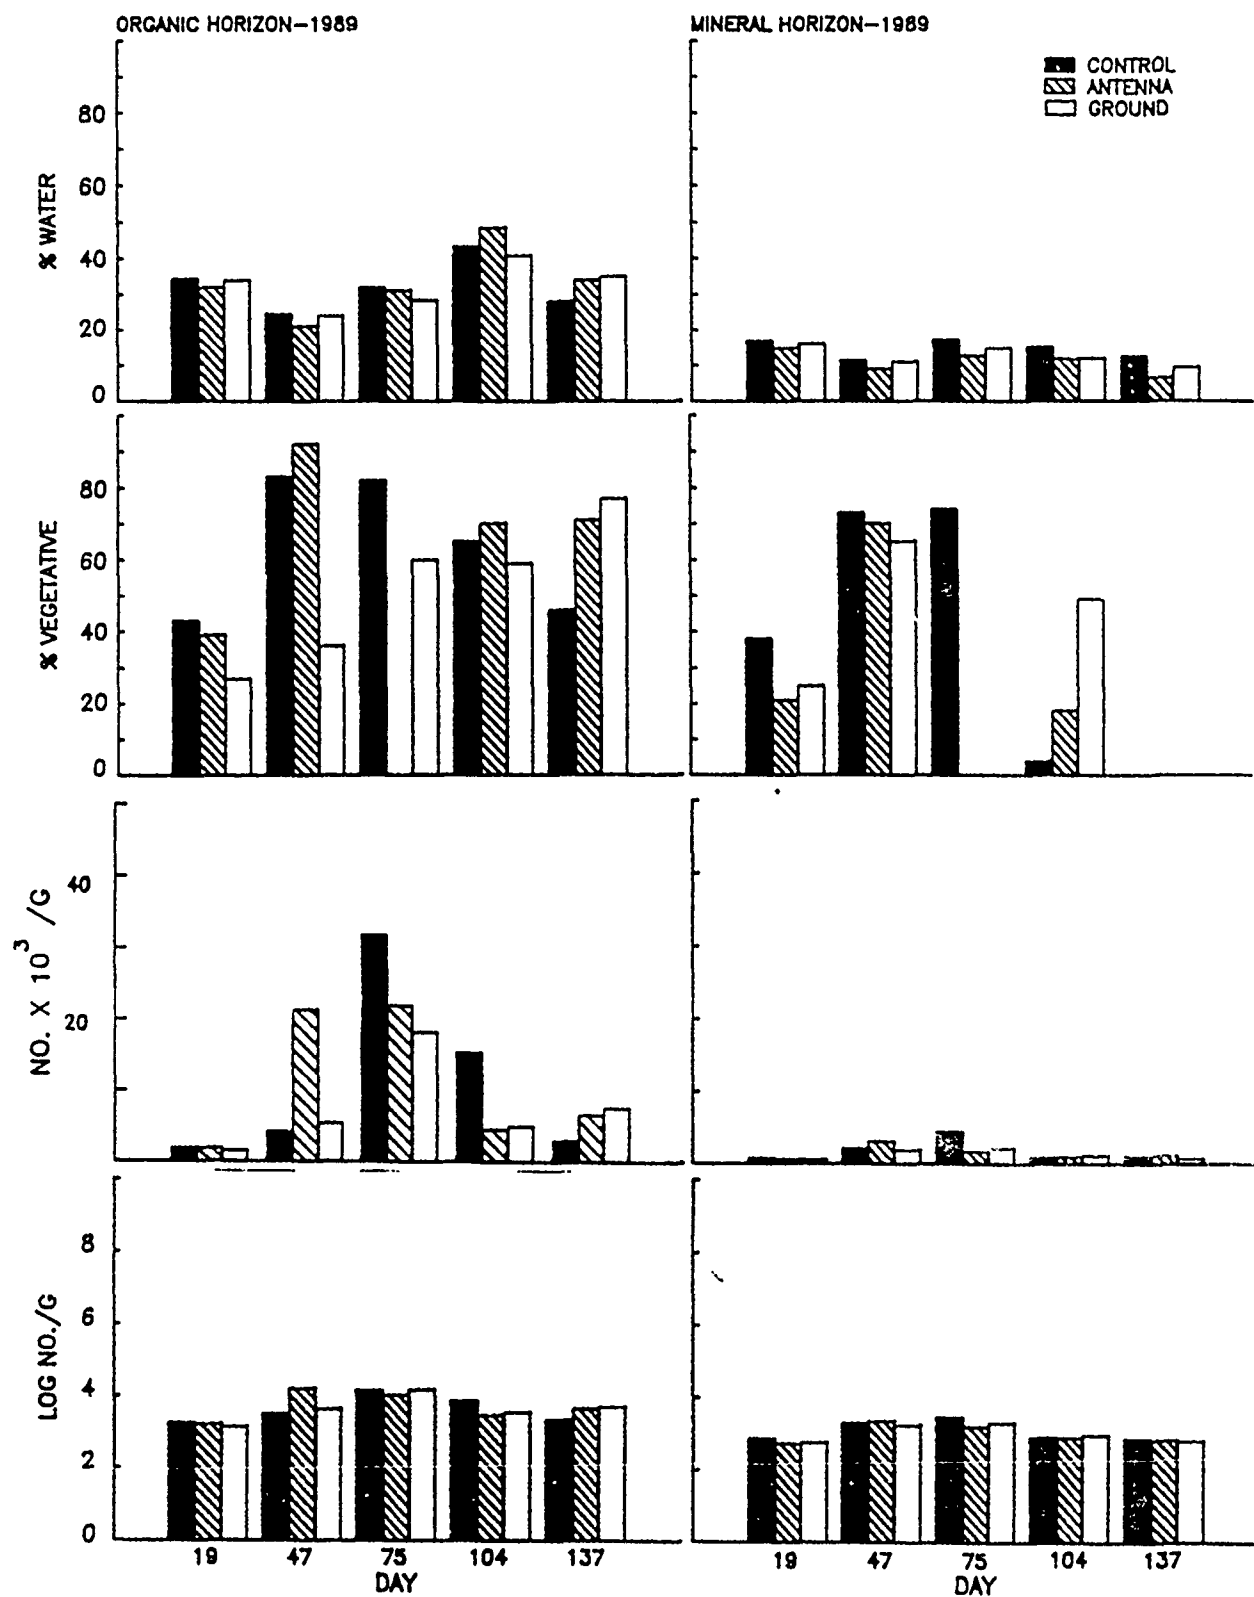 ORGANIC HORIZON-1989
MINERAL HORIZON-1989
CONTROL
ANTENNA
GROUND
% WATER
80
60
40
20
0
% VEGETATIVE
80
60
40
20
0
NO. X 10³ /G
40
20
LOG NO./G
8
6
4
2
0
19 47 75 104 137
DAY
19 47 75 104 137
DAY